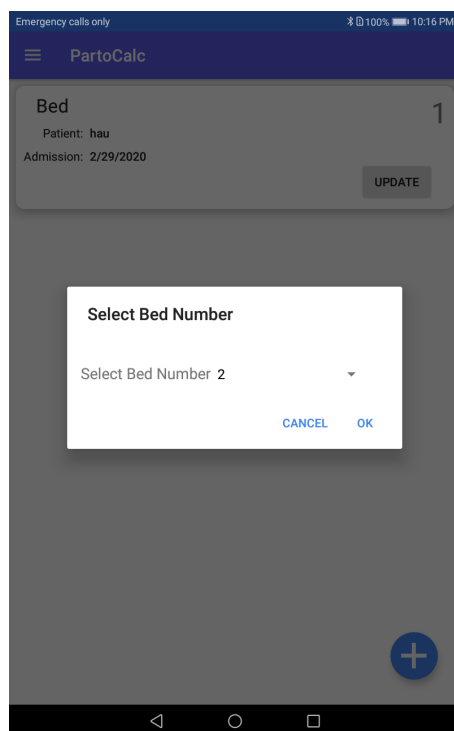 Emergency calls only 100% 10:16 PM
PartoCalc
Bed 1
Patient: hau
Admission: 2/29/2020
UPDATE
Select Bed Number
Select Bed Number 2
CANCEL OK